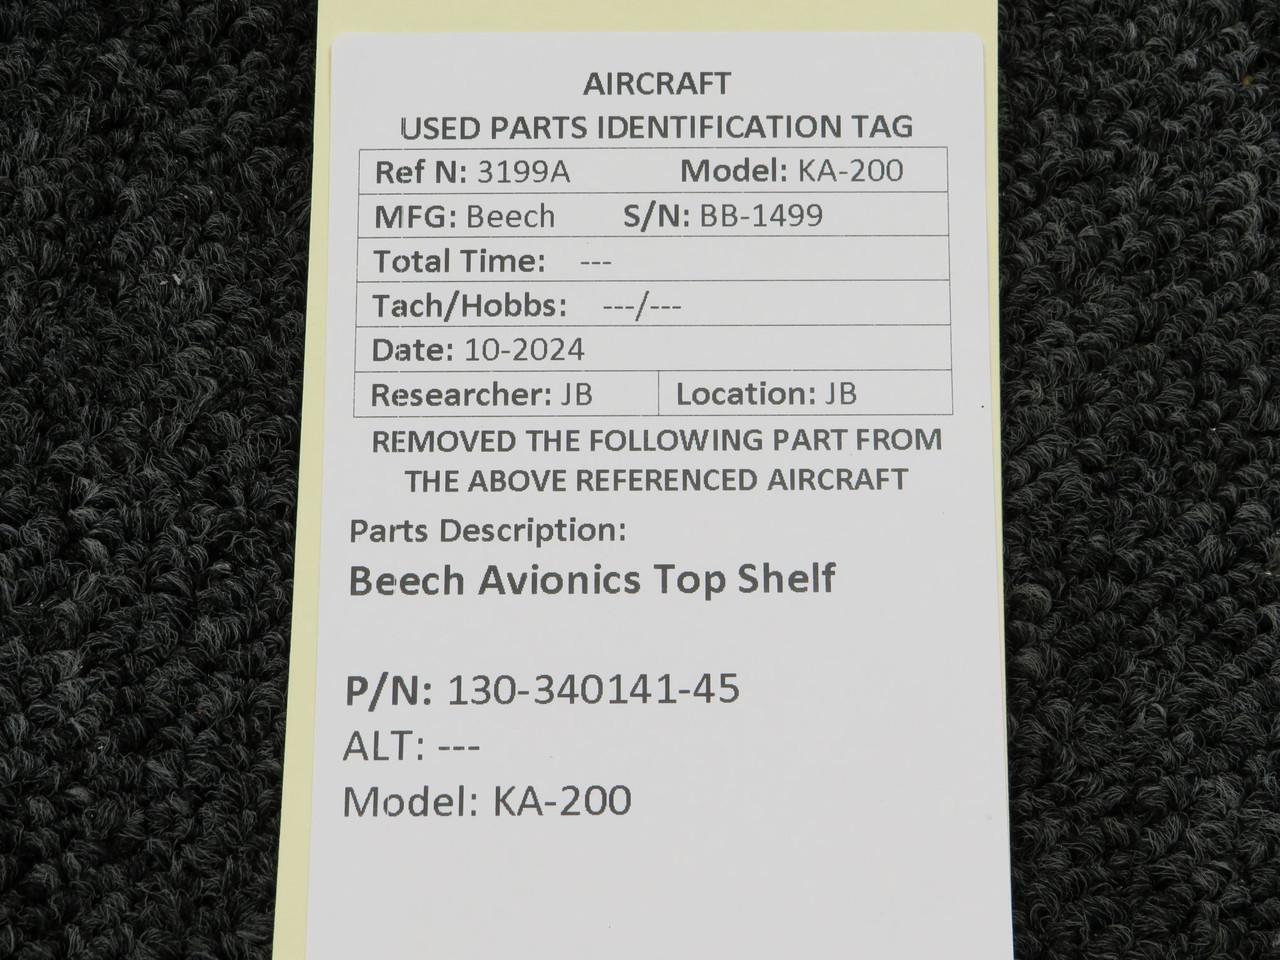 AIRCRAFT
USED PARTS IDENTIFICATION TAG
Ref N: 3199A Model: KA-200
MFG: Beech S/N: BB-1499
Total Time: ---
Tach/Hobbs: ---/---
Date: 10-2024
Researcher: JB Location: JB
REMOVED THE FOLLOWING PART FROM
THE ABOVE REFERENCED AIRCRAFT
Parts Description:
Beech Avionics Top Shelf
P/N: 130-340141-45
ALT: ---
Model: KA-200